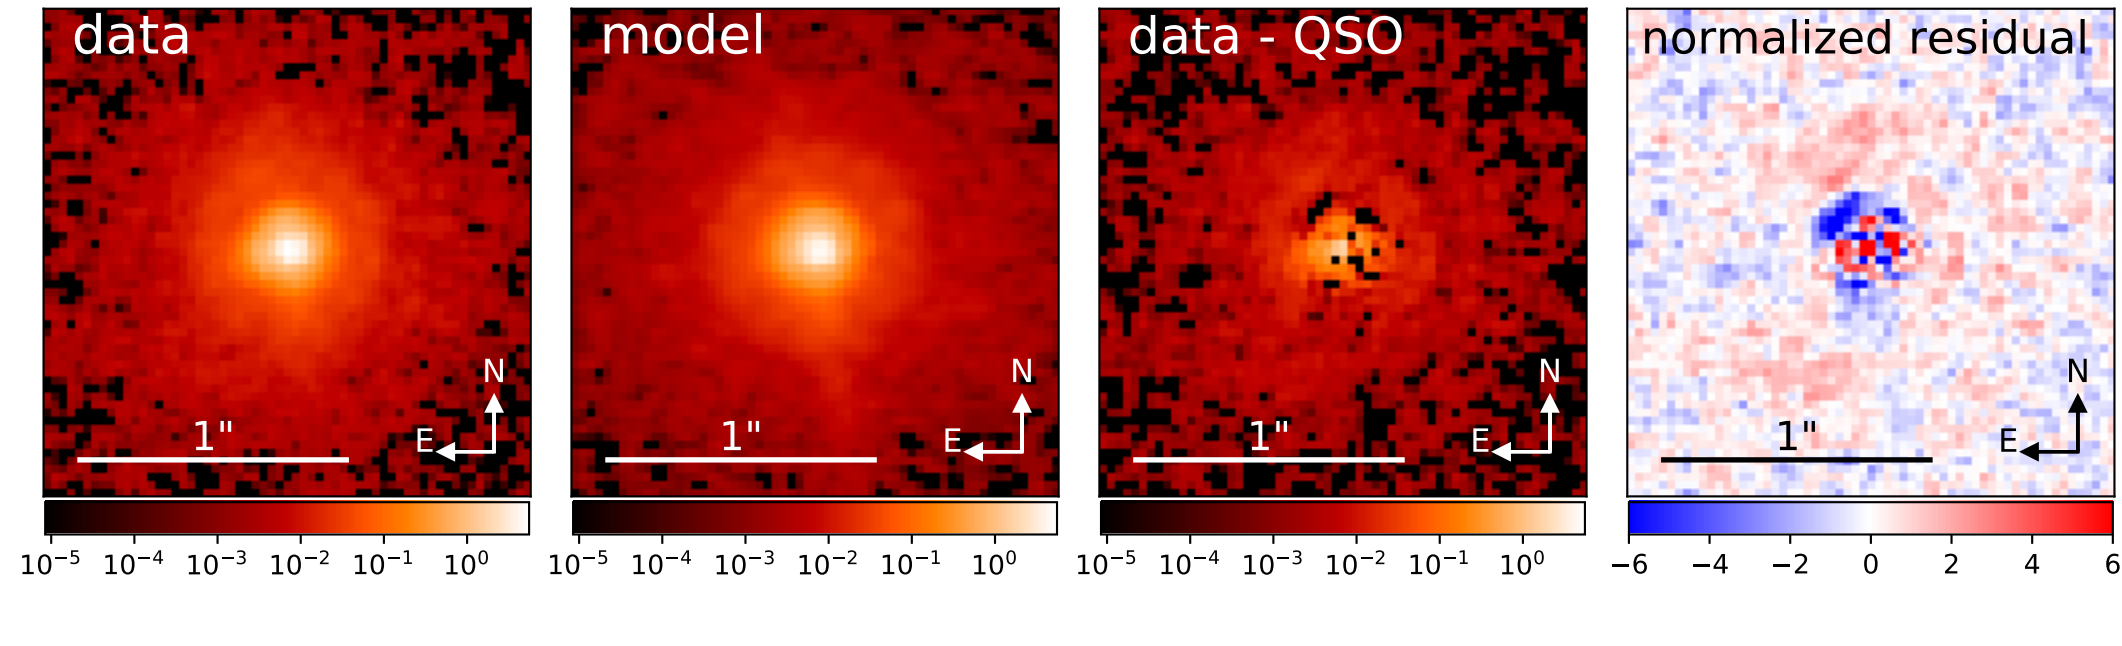 data
model
data - QSO
normalized residual
N
E
1"
N
E
1"
N
E
1"
N
E
1"
10⁻⁵ 10⁻⁴ 10⁻³ 10⁻² 10⁻¹ 10⁰
10⁻⁵ 10⁻⁴ 10⁻³ 10⁻² 10⁻¹ 10⁰
10⁻⁵ 10⁻⁴ 10⁻³ 10⁻² 10⁻¹ 10⁰
−6 −4 −2 0 2 4 6